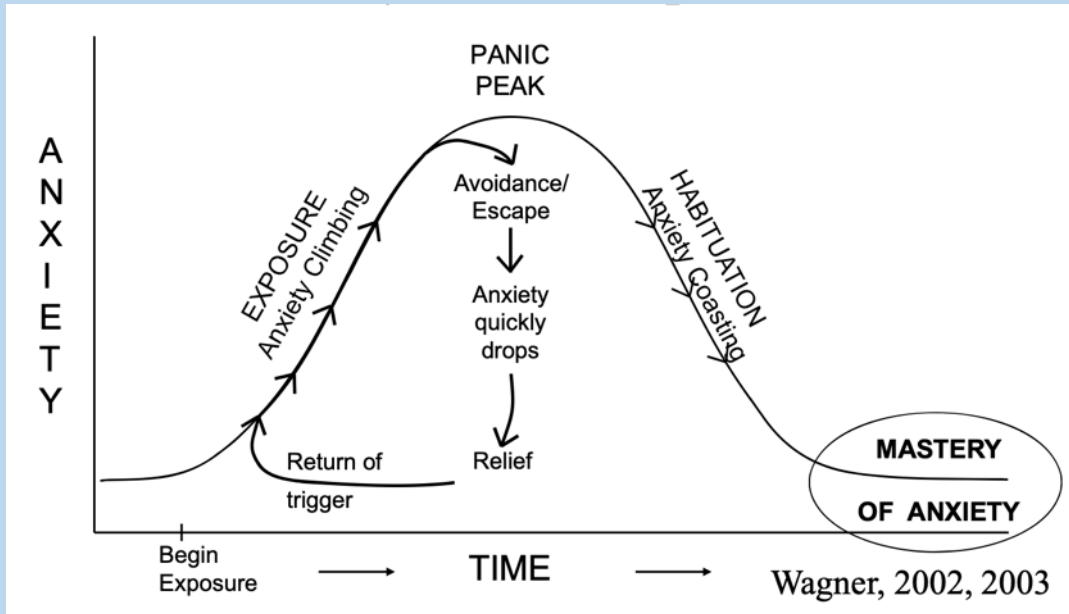 PANIC
PEAK
ANXIETY
EXPOSURE
Anxiety Climbing
Avoidance/
Escape
Anxiety
quickly
drops
Relief
Return of
trigger
HABITUATION
Anxiety Coasting
MASTERY
OF ANXIETY
Begin
Exposure
TIME
Wagner, 2002, 2003